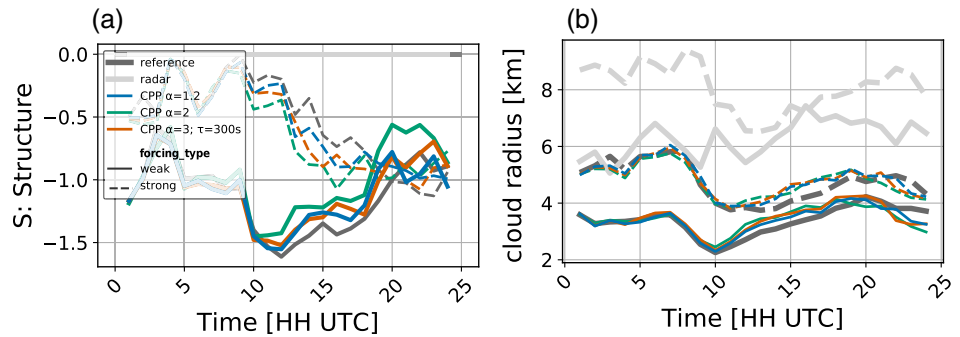 (a)
S: Structure
0.0
−0.5
−1.0
−1.5
reference
radar
CPP α=1.2
CPP α=2
CPP α=3; τ=300s
forcing_type
weak
strong
0
5
10
15
20
25
Time [HH UTC]
(b)
cloud radius [km]
8
6
4
2
0
5
10
15
20
25
Time [HH UTC]